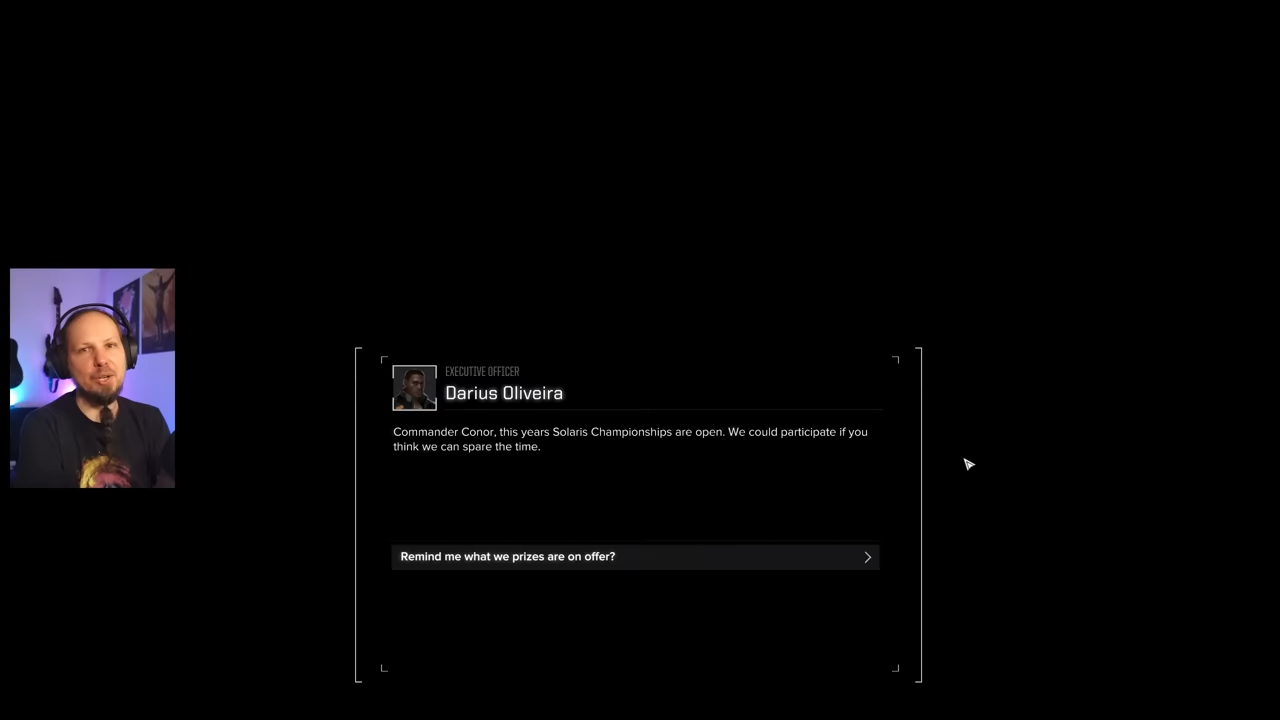 EXECUTIVE OFFICER
Darius Oliveira
Commander Conor, this years Solaris Championships are open. We could participate if you
think we can spare the time.
Remind me what we prizes are on offer?